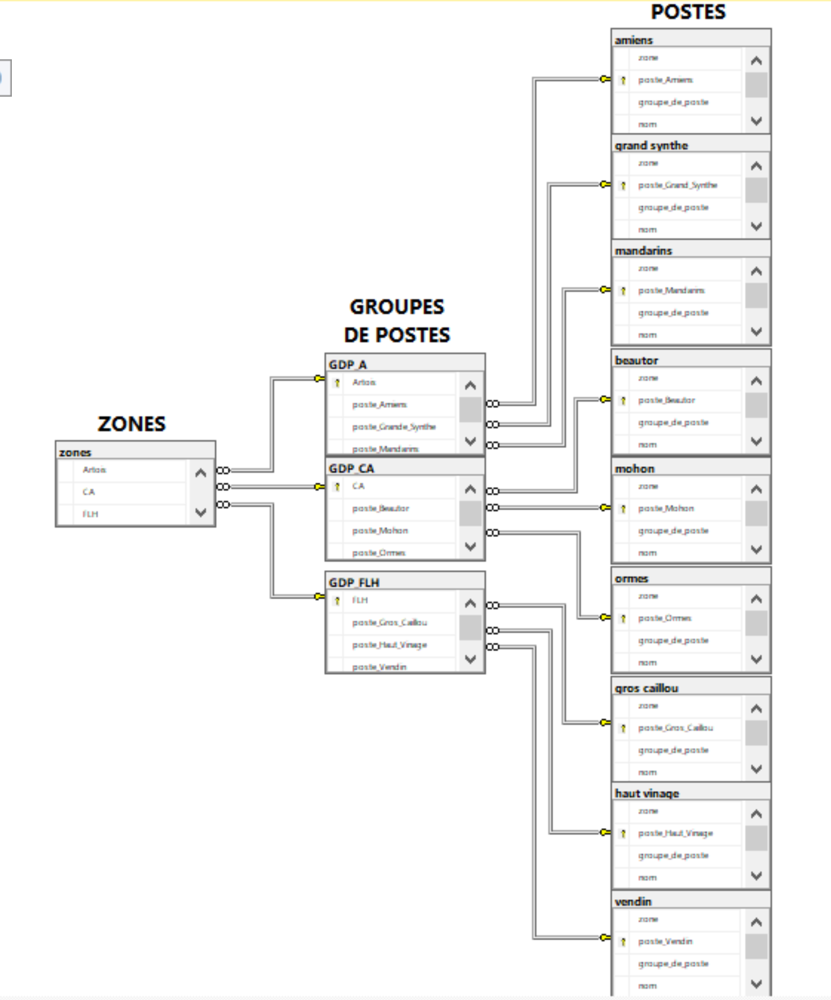 POSTES
amiens
zone
poste_Amiens
groupe_de_poste
nom
grand synthe
zone
poste_Grand_Synthe
groupe_de_poste
nom
mandarins
zone
poste_Mandarins
groupe_de_poste
nom
GROUPES
DE POSTES
GDP_A
Artois
poste_Amiens
poste_Grande_Synthe
poste_Mandarins
beautor
zone
poste_Beautor
groupe_de_poste
nom
ZONES
zones
Artois
CA
FLH
GDP_CA
CA
poste_Beautor
poste_Mohon
poste_Ormes
mohon
zone
poste_Mohon
groupe_de_poste
nom
GDP_FLH
FLH
poste_Gros_Caillou
poste_Haut_Vinage
poste_Vendin
ormes
zone
poste_Ormes
groupe_de_poste
nom
gros caillou
zone
poste_Gros_Caillou
groupe_de_poste
nom
haut vinage
zone
poste_Haut_Vinage
groupe_de_poste
nom
vendin
zone
poste_Vendin
groupe_de_poste
nom